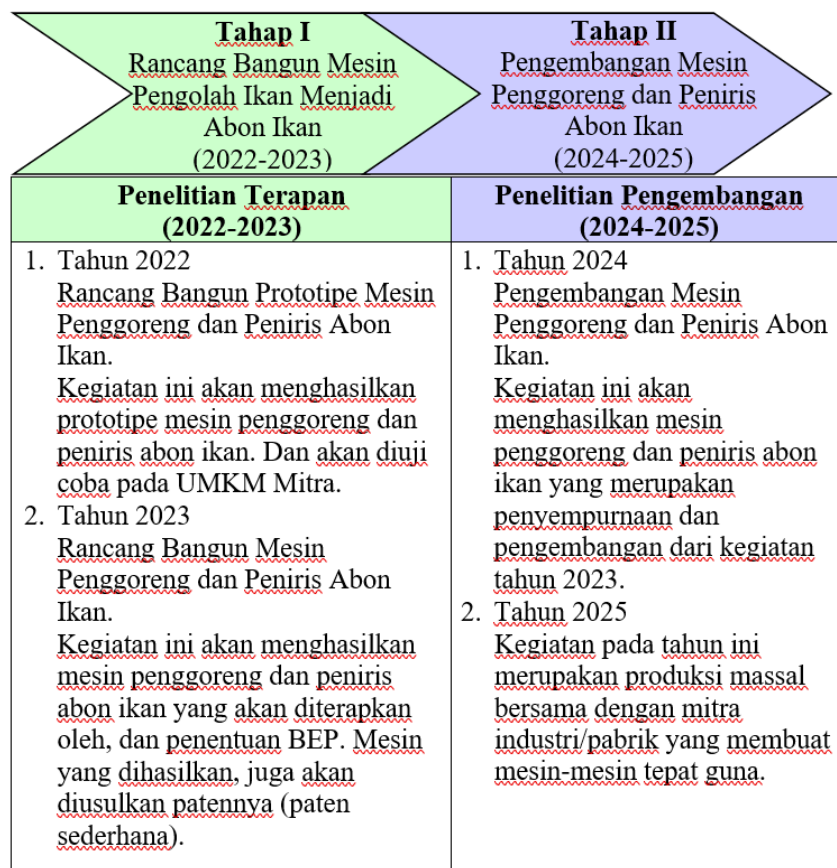 Tahap I
Rancang Bangun Mesin
Pengolah Ikan Menjadi
Abon Ikan
(2022-2023)
Tahap II
Pengembangan Mesin
Penggoreng dan Peniris
Abon Ikan
(2024-2025)
Penelitian Terapan
(2022-2023)
Penelitian Pengembangan
(2024-2025)
1. Tahun 2022
Rancang Bangun Prototipe Mesin
Penggoreng dan Peniris Abon
Ikan.
Kegiatan ini akan menghasilkan
prototipe mesin penggoreng dan
peniris abon ikan. Dan akan diuji
coba pada UMKM Mitra.
2. Tahun 2023
Rancang Bangun Mesin
Penggoreng dan Peniris Abon
Ikan.
Kegiatan ini akan menghasilkan
mesin penggoreng dan peniris
abon ikan yang akan diterapkan
oleh, dan penentuan BEP. Mesin
yang dihasilkan, juga akan
diusulkan patennya (paten
sederhana).
1. Tahun 2024
Pengembangan Mesin
Penggoreng dan Peniris Abon
Ikan.
Kegiatan ini akan
menghasilkan mesin
penggoreng dan peniris abon
ikan yang merupakan
penyempurnaan dan
pengembangan dari kegiatan
tahun 2023.
2. Tahun 2025
Kegiatan pada tahun ini
merupakan produksi massal
bersama dengan mitra
industri/pabrik yang membuat
mesin-mesin tepat guna.